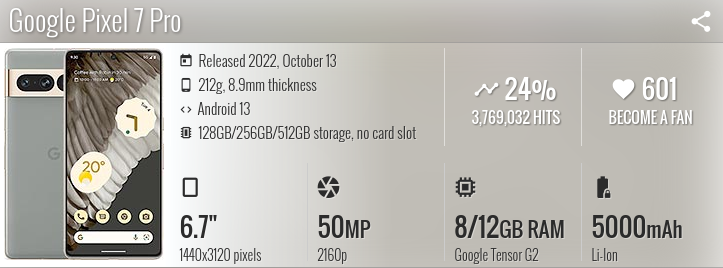 Google Pixel 7 Pro
Released 2022, October 13
212g, 8.9mm thickness
Android 13
128GB/256GB/512GB storage, no card slot
24%
3,769,032 HITS
601
BECOME A FAN
6.7"
1440x3120 pixels
50MP
2160p
8/12GB RAM
Google Tensor G2
5000mAh
Li-Ion
20°
G